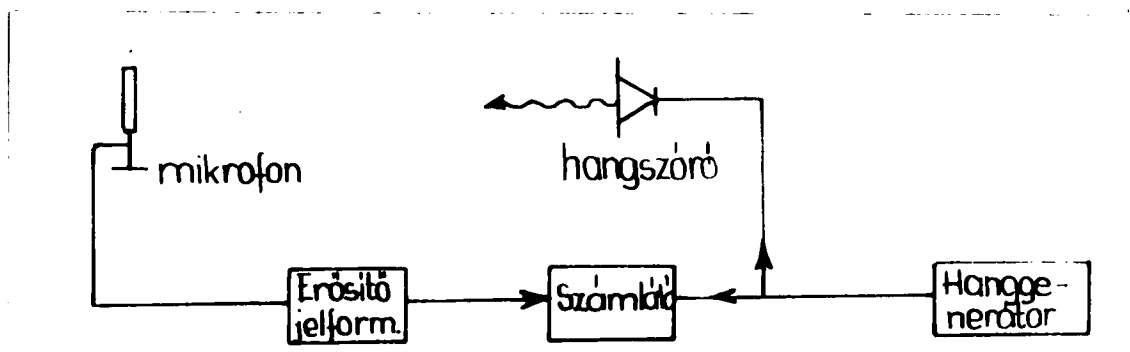 mikrofon
hangszóró
Erősítő
jelform.
Számláló
Hangge-
nerátor